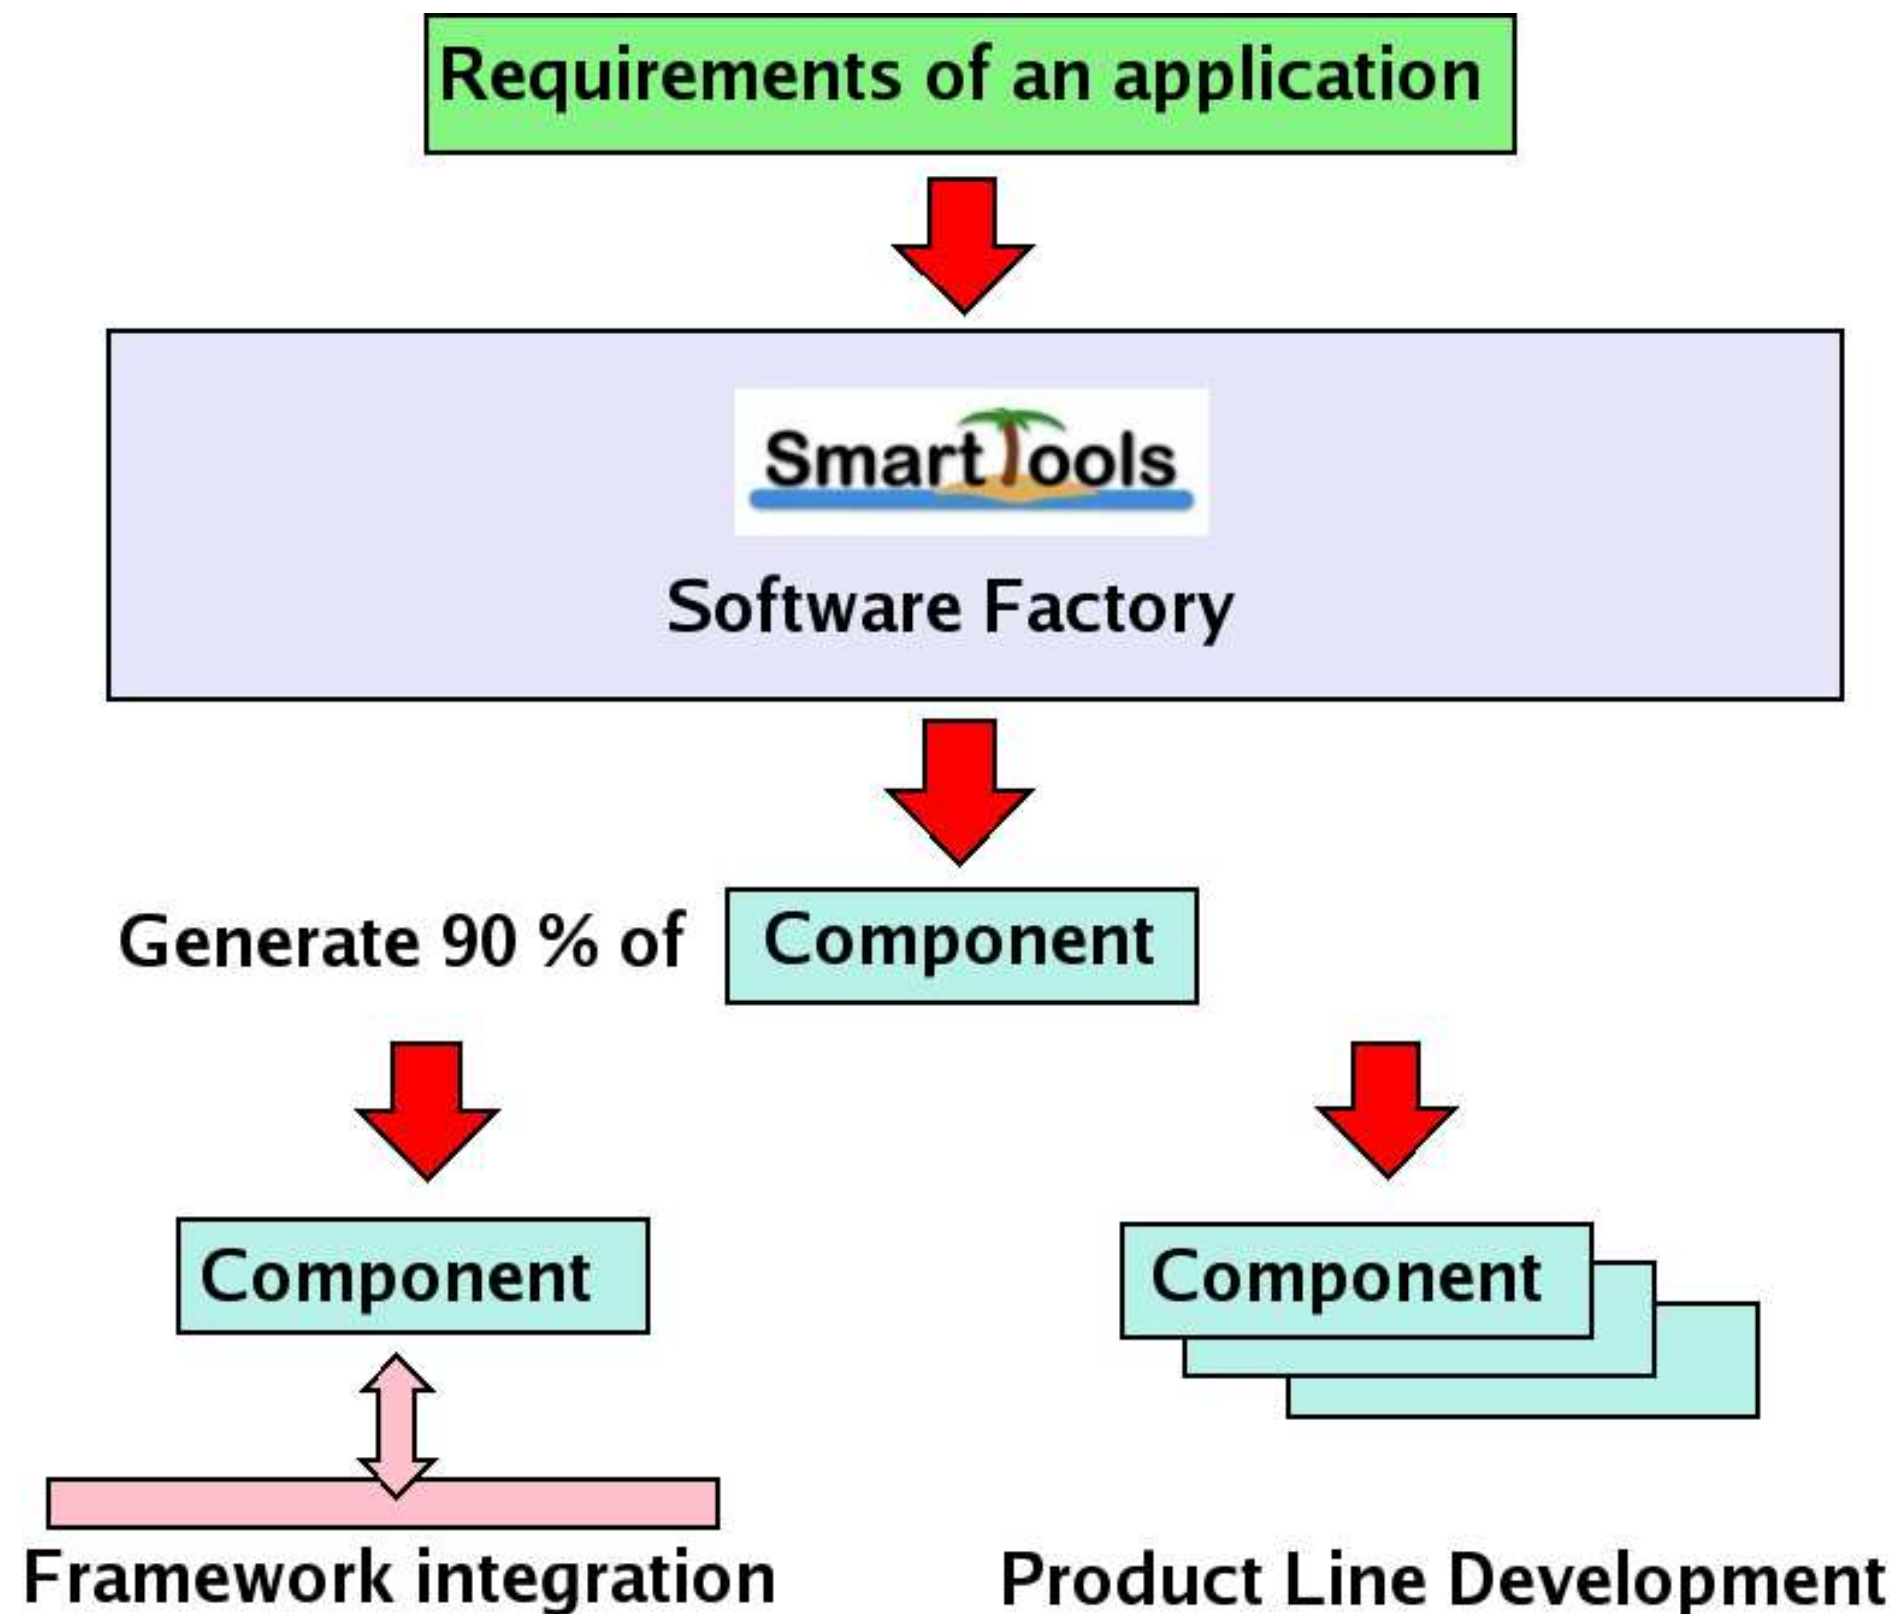 Requirements of an application
SmartTools
Software Factory
Generate 90 % of Component
Component
Component
Framework integration
Product Line Development